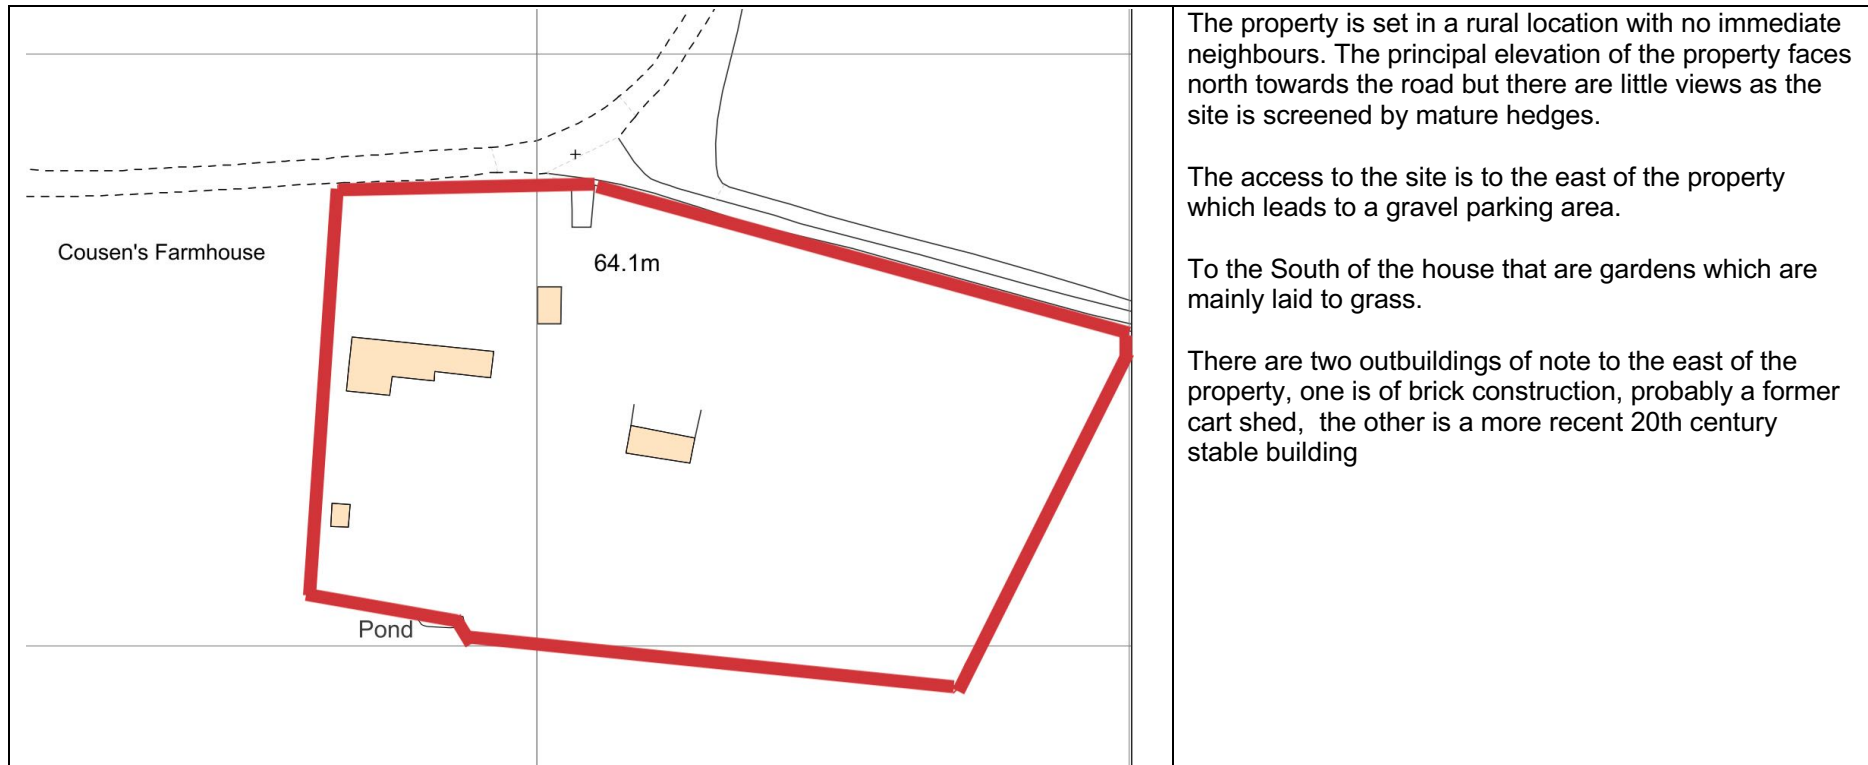 Cousen's Farmhouse
64.1m
Pond
The property is set in a rural location with no immediate
neighbours. The principal elevation of the property faces
north towards the road but there are little views as the
site is screened by mature hedges.
The access to the site is to the east of the property
which leads to a gravel parking area.
To the South of the house that are gardens which are
mainly laid to grass.
There are two outbuildings of note to the east of the
property, one is of brick construction, probably a former
cart shed,  the other is a more recent 20th century
stable building